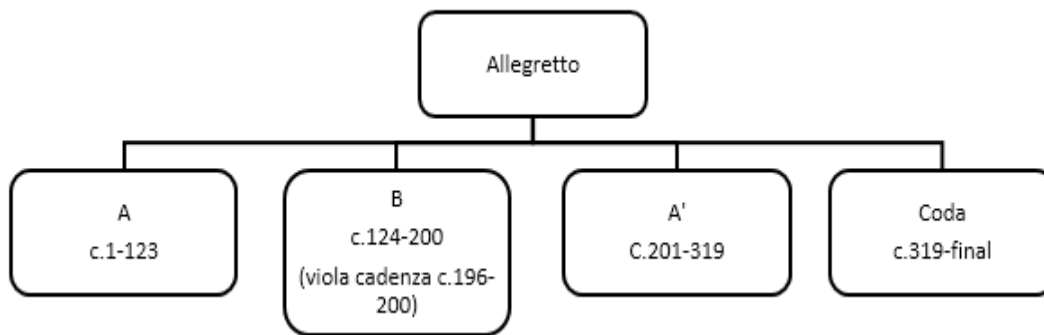 Allegretto
A
c.1-123
B
c.124-200
(viola cadenza c.196-
200)
A'
C.201-319
Coda
c.319-final